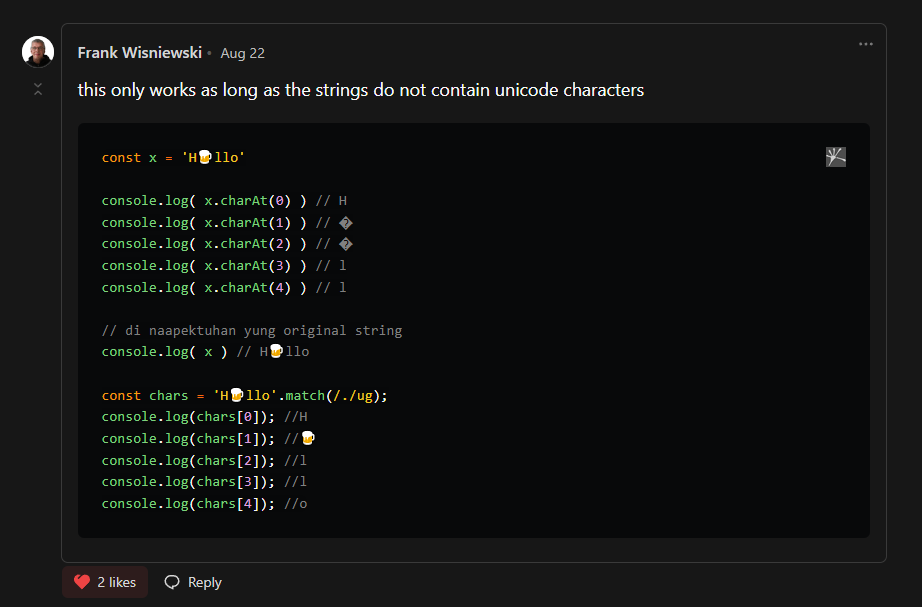 Frank Wisniewski • Aug 22
this only works as long as the strings do not contain unicode characters
const x = 'H🍺llo'
console.log( x.charAt(0) ) // H
console.log( x.charAt(1) ) // �
console.log( x.charAt(2) ) // �
console.log( x.charAt(3) ) // l
console.log( x.charAt(4) ) // l
// di naapektuhan yung original string
console.log( x ) // H🍺llo
const chars = 'H🍺llo'.match(/./ug);
console.log(chars[0]); //H
console.log(chars[1]); //🍺
console.log(chars[2]); //l
console.log(chars[3]); //l
console.log(chars[4]); //o
2 likes Reply